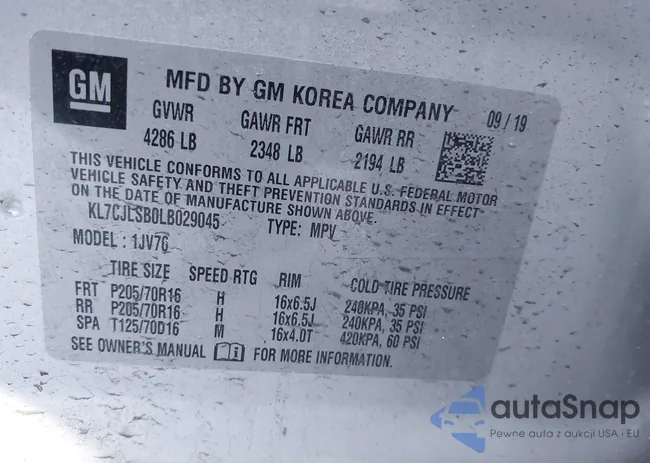 GM
MFD BY GM KOREA COMPANY 09 / 19
GVWR GAWR FRT GAWR RR
4286 LB 2348 LB 2194 LB
THIS VEHICLE CONFORMS TO ALL APPLICABLE U.S. FEDERAL MOTOR
VEHICLE SAFETY AND THEFT PREVENTION STANDARDS IN EFFECT
ON THE DATE OF MANUFACTURE SHOWN ABOVE.
KL7CJLSB0LB029045 TYPE: MPV
MODEL : 1JV76
TIRE SIZE SPEED RTG RIM COLD TIRE PRESSURE
FRT P205/70R16 H 16x6.5J 240KPA, 35 PSI
RR P205/70R16 H 16x6.5J 240KPA, 35 PSI
SPA T125/70D16 M 16x4.0T 420KPA, 60 PSI
SEE OWNER'S MANUAL FOR MORE INFORMATION.
autaSnap
Pewne auta z aukcji USA i EU